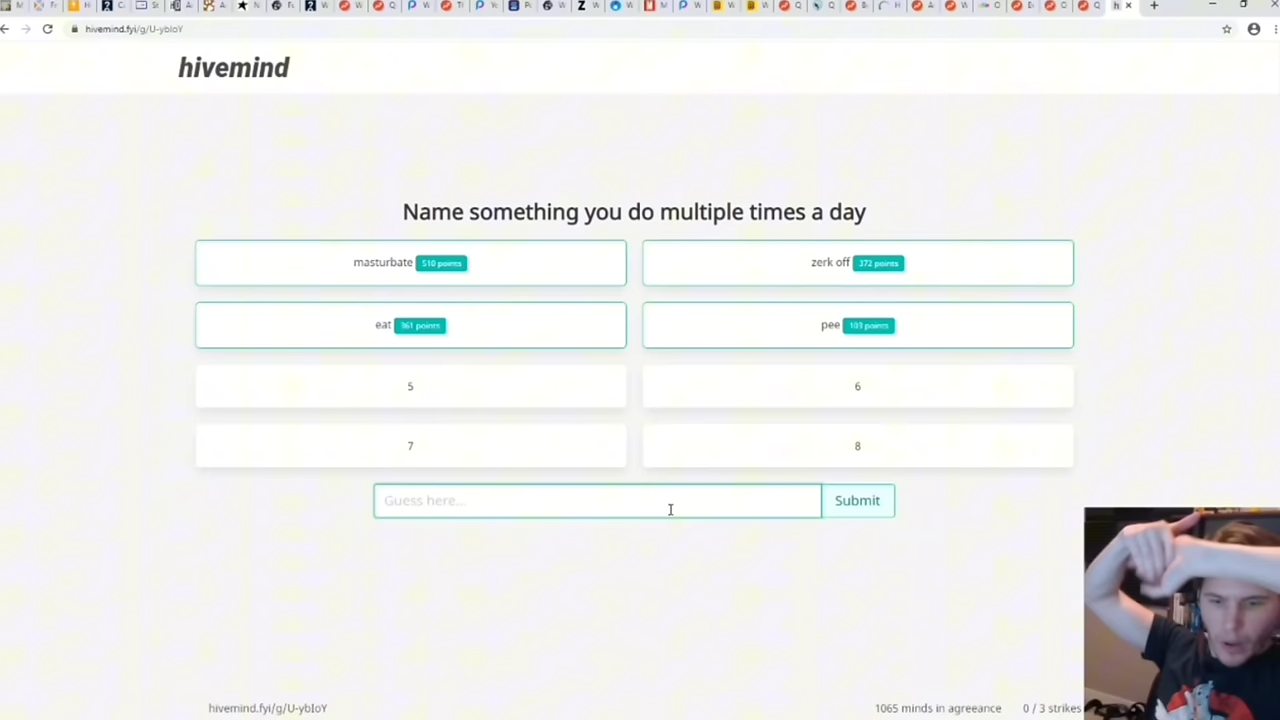 hivemind.fyi/g/U-ybIoY
hivemind
Name something you do multiple times a day
masturbate 510 points
zerk off 372 points
eat 361 points
pee 103 points
5
6
7
8
Guess here...
Submit
hivemind.fyi/g/U-ybIoY
1065 minds in agreeance
0 / 3 strikes